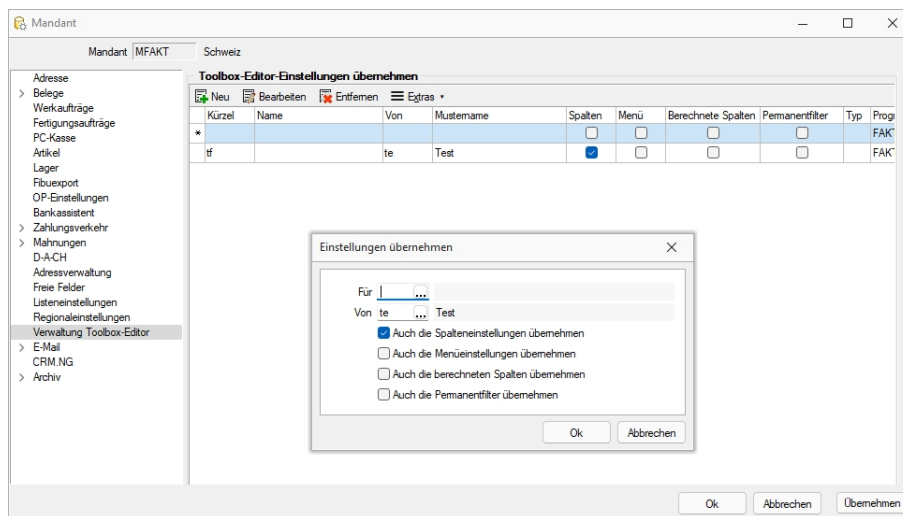 Mandant
Mandant MFAKT Schweiz
Adresse
Belege
Werkaufträge
Fertigungsaufträge
PC-Kasse
Artikel
Lager
Fibuexport
OP-Einstellungen
Bankassistent
Zahlungsverkehr
Mahnungen
D-A-CH
Adressverwaltung
Freie Felder
Listeneinstellungen
Regionaleinstellungen
Verwaltung Toolbox-Editor
E-Mail
CRM.NG
Archiv
Toolbox-Editor-Einstellungen übernehmen
Neu Bearbeiten Entfernen Extras
Kürzel Name Von Mustername Spalten Menü Berechnete Spalten Permanentfilter Typ Progr
* FAKT
tf te Test FAKT
Einstellungen übernehmen
Für ...
Von te ... Test
Auch die Spalteneinstellungen übernehmen
Auch die Menüeinstellungen übernehmen
Auch die berechneten Spalten übernehmen
Auch die Permanentfilter übernehmen
Ok Abbrechen
Ok Abbrechen Übernehmen